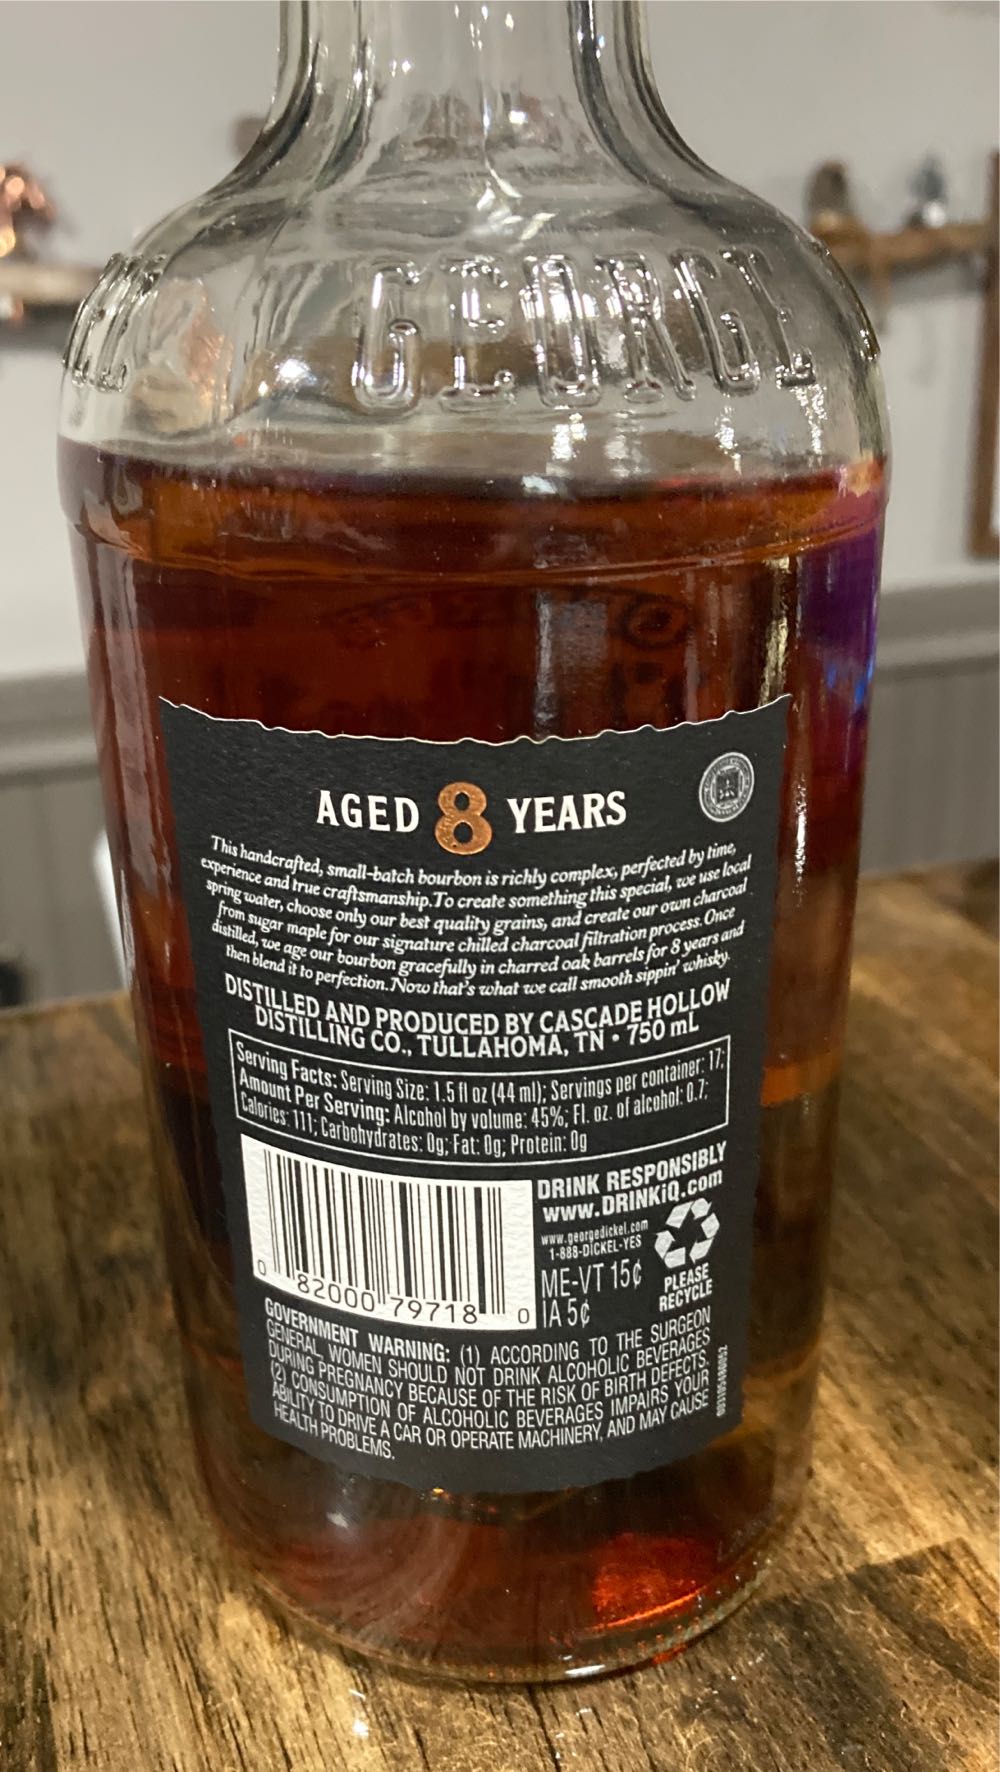 GEORGE
AGED 8 YEARS
This handcrafted, small-batch bourbon is richly complex, perfected by time,
experience and true craftsmanship. To create something this special, we use local
spring water, choose only our best quality grains, and create our own charcoal
from sugar maple for our signature chilled charcoal filtration process. Once
distilled, we age our bourbon gracefully in charred oak barrels for 8 years and
then blend it to perfection. Now that's what we call smooth sippin' whisky.
DISTILLED AND PRODUCED BY CASCADE HOLLOW
DISTILLING CO., TULLAHOMA, TN • 750 mL
Serving Facts: Serving Size: 1.5 fl oz (44 ml); Servings per container: 17;
Amount Per Serving: Alcohol by volume: 45%; Fl. oz. of alcohol: 0.7;
Calories: 111; Carbohydrates: 0g; Fat: 0g; Protein: 0g
DRINK RESPONSIBLY
www.DRINKiQ.com
www.georgedickel.com
1-888-DICKEL-YES
ME-VT 15¢
IA 5¢
PLEASE
RECYCLE
0 82000 79718 0
GOVERNMENT WARNING: (1) ACCORDING TO THE SURGEON
GENERAL, WOMEN SHOULD NOT DRINK ALCOHOLIC BEVERAGES
DURING PREGNANCY BECAUSE OF THE RISK OF BIRTH DEFECTS.
(2) CONSUMPTION OF ALCOHOLIC BEVERAGES IMPAIRS YOUR
ABILITY TO DRIVE A CAR OR OPERATE MACHINERY, AND MAY CAUSE
HEALTH PROBLEMS.